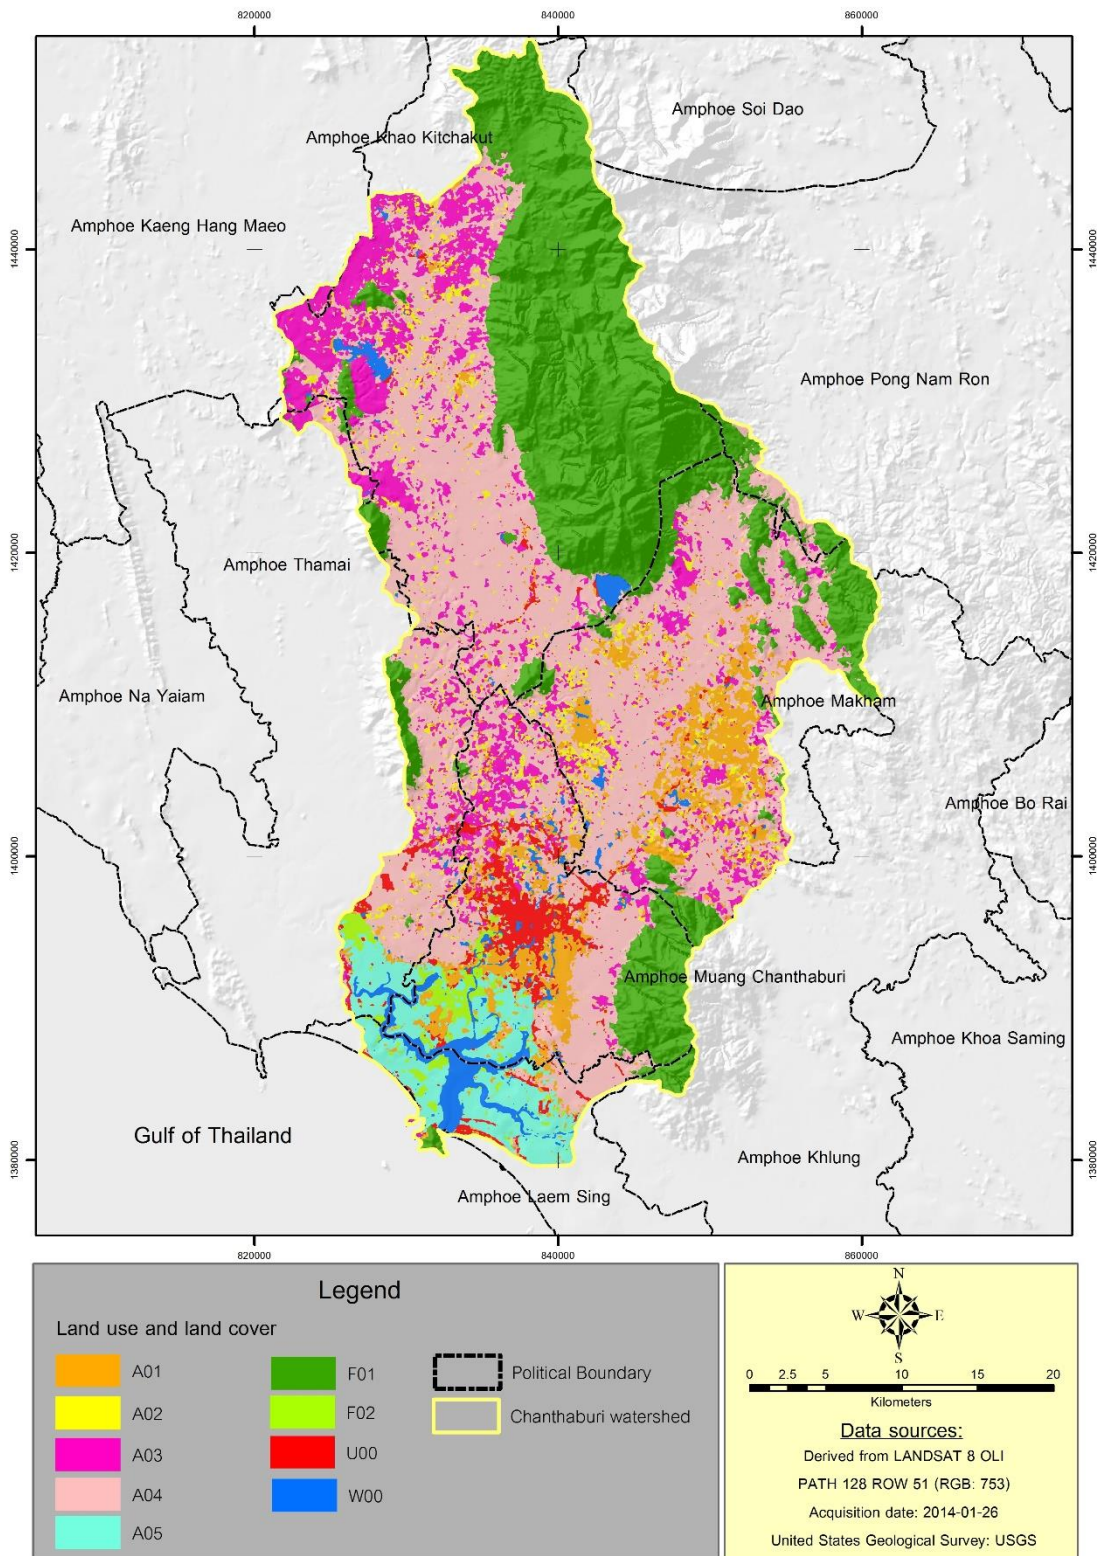 820000
840000
860000
Amphoe Soi Dao
Amphoe Khao Kitchakut
Amphoe Kaeng Hang Maeo
1440000
1440000
Amphoe Pong Nam Ron
1420000
1420000
Amphoe Thamai
Amphoe Na Yaiam
Amphoe Makham
Amphoe Bo Rai
1400000
1400000
Amphoe Muang Chanthaburi
Amphoe Khoa Saming
Gulf of Thailand
1380000
1380000
Amphoe Khlung
Amphoe Laem Sing
820000
840000
860000
Legend
Land use and land cover
A01
A02
A03
A04
A05
F01
F02
U00
W00
Political Boundary
Chanthaburi watershed
N
W
E
S
0 2.5 5 10 15 20
Kilometers
Data sources:
Derived from LANDSAT 8 OLI
PATH 128 ROW 51 (RGB: 753)
Acquisition date: 2014-01-26
United States Geological Survey: USGS